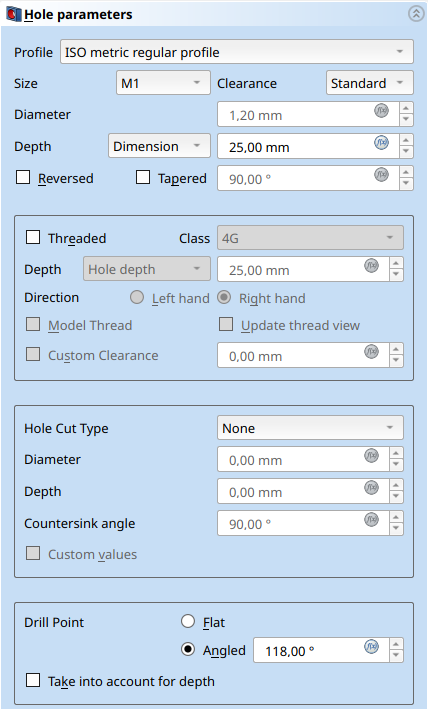 Hole parameters
Profile ISO metric regular profile
Size M1 Clearance Standard
Diameter 1,20 mm f(x)
Depth Dimension 25,00 mm f(x)
Reversed Tapered 90,00 ° f(x)
Threaded Class 4G
Depth Hole depth 25,00 mm f(x)
Direction Left hand Right hand
Model Thread Update thread view
Custom Clearance 0,00 mm f(x)
Hole Cut Type None
Diameter 0,00 mm f(x)
Depth 0,00 mm f(x)
Countersink angle 90,00 ° f(x)
Custom values
Drill Point Flat
Angled 118,00 ° f(x)
Take into account for depth